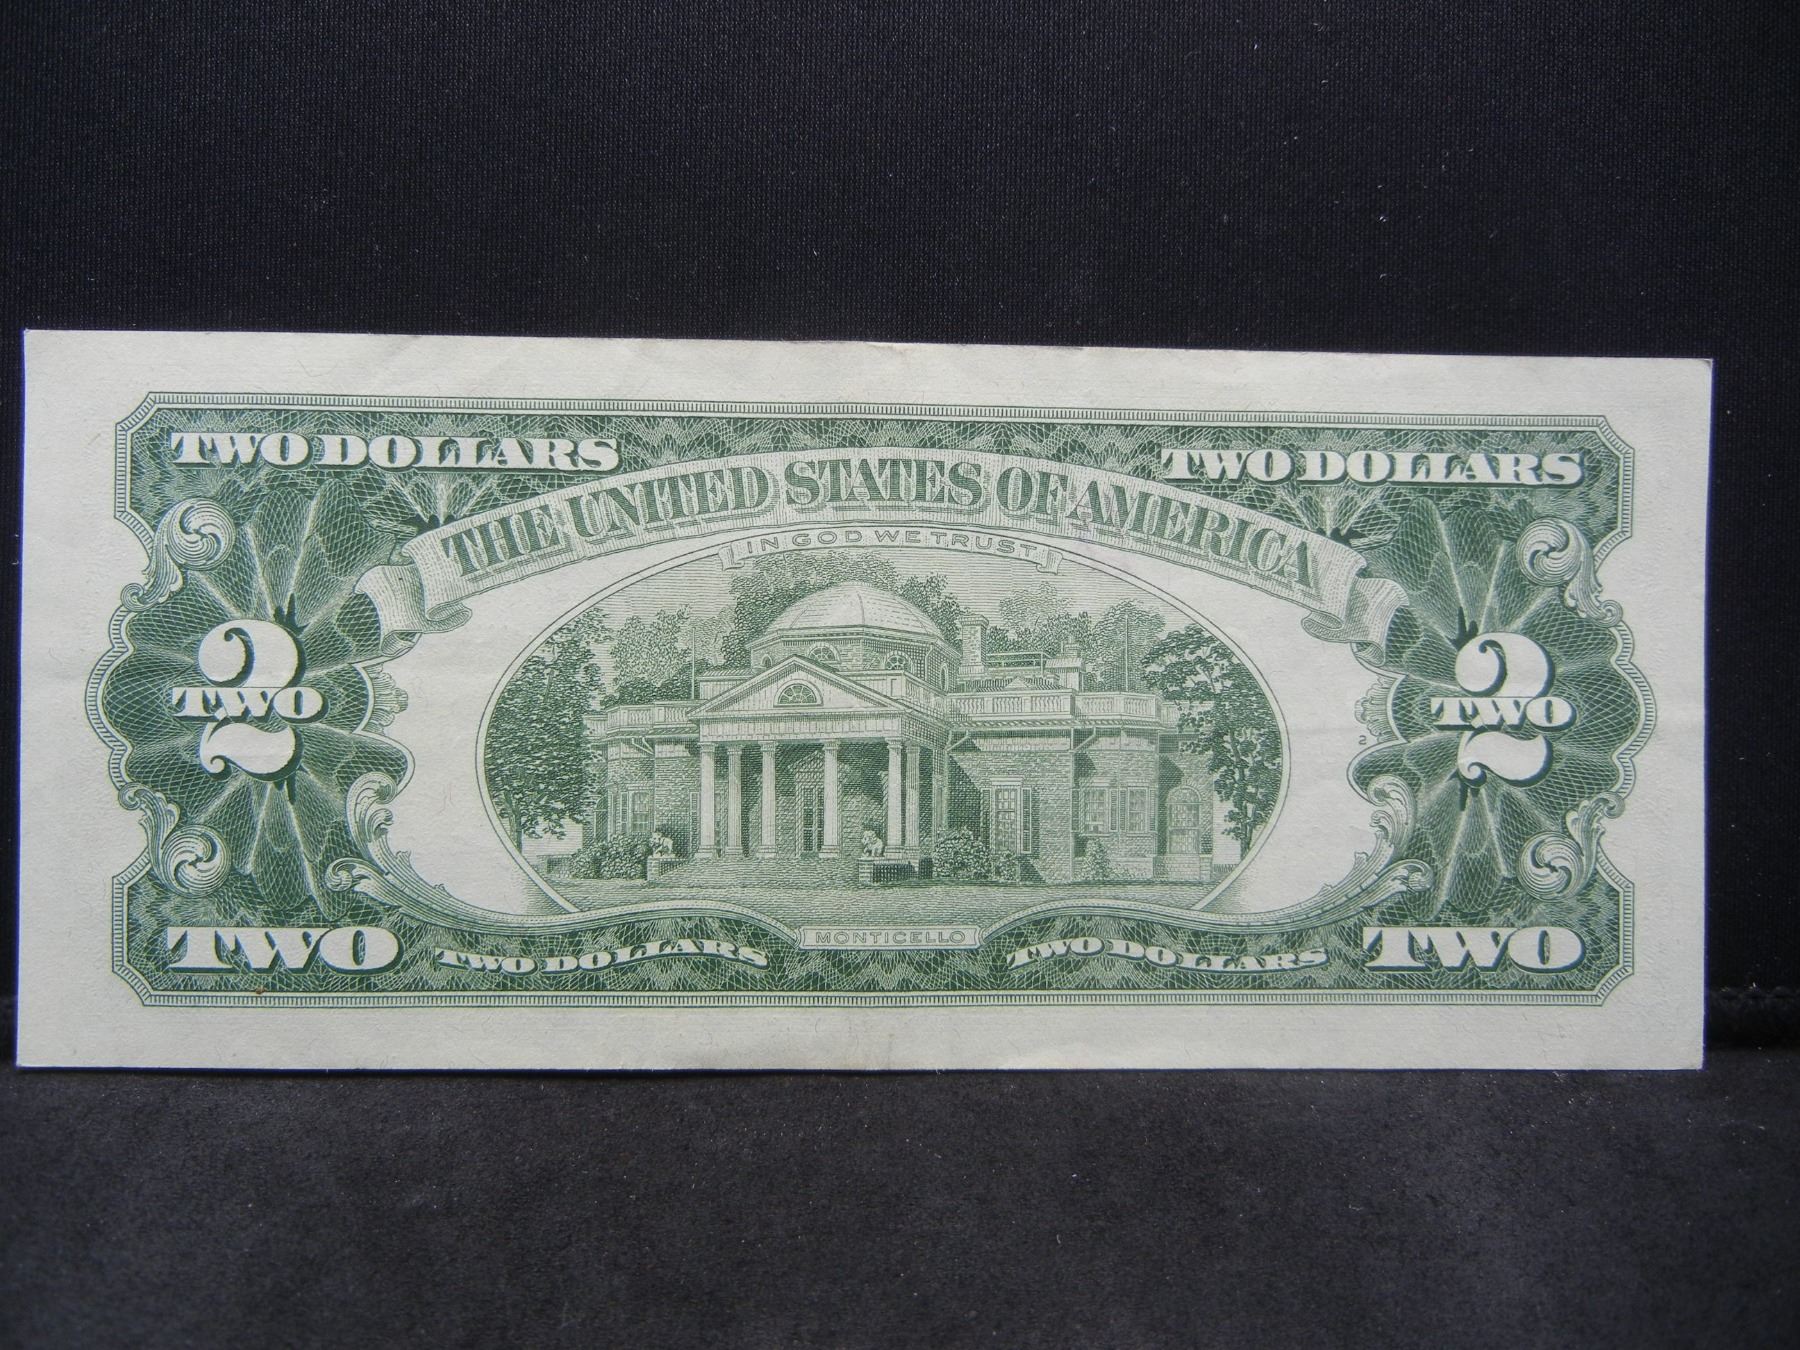 TWO DOLLARS
TWO DOLLARS
THE UNITED STATES OF AMERICA
IN GOD WE TRUST
2
TWO
2
TWO
2
TWO
TWO DOLLARS
MONTICELLO
TWO DOLLARS
TWO